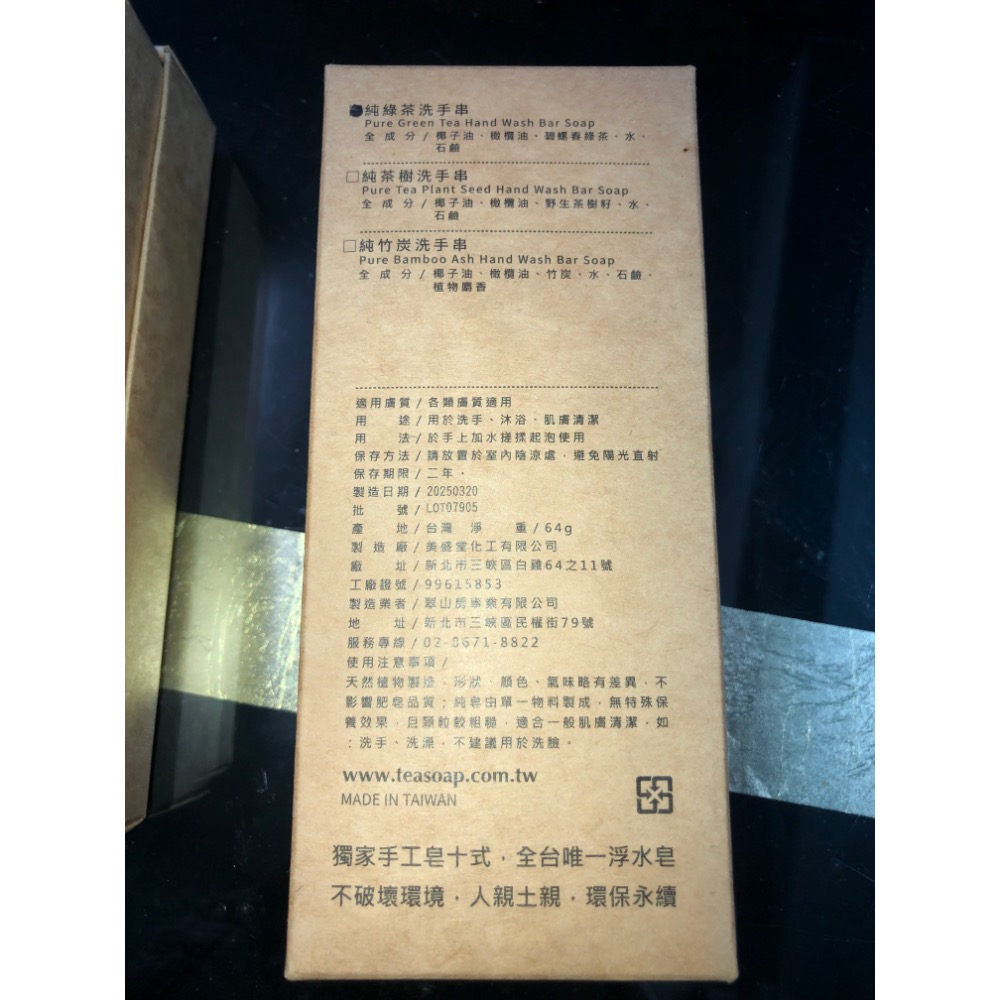 純綠茶洗手串
Pure Green Tea Hand Wash Bar Soap
全成分/椰子油、橄欖油、碧螺春綠茶、水、
石鹼
□純茶樹洗手串
Pure Tea Plant Seed Hand Wash Bar Soap
全成分/椰子油、橄欖油、野生茶樹籽、水、
石鹼
□純竹炭洗手串
Pure Bamboo Ash Hand Wash Bar Soap
全成分/椰子油、橄欖油、竹炭、水、石鹼、
植物麝香
適用膚質/各類膚質適用
用途/用於洗手、沐浴、肌膚清潔
用法/於手上加水搓揉起泡使用
保存方法/請放置於室內陰涼處,避免陽光直射
保存期限/二年。
製造日期/20250320
批號/LOT07905
產地/台灣 淨重/64g
製造廠/美盛堂化工有限公司
廠址/新北市三峽區白雞64之11號
工廠證號/99615853
製造業者/翠山房事業有限公司
地址/新北市三峽區民權街79號
服務專線/02-8671-8822
使用注意事項/
天然植物製造,形狀、顏色、氣味略有差異,不
影響肥皂品質;純皂由單一物料製成,無特殊保
養效果,且顆粒較粗糙,適合一般肌膚清潔,如
:洗手、洗澡,不建議用於洗臉。
www.teasoap.com.tw
MADE IN TAIWAN
獨家手工皂十式,全台唯一浮水皂
不破壞環境,人親土親,環保永續